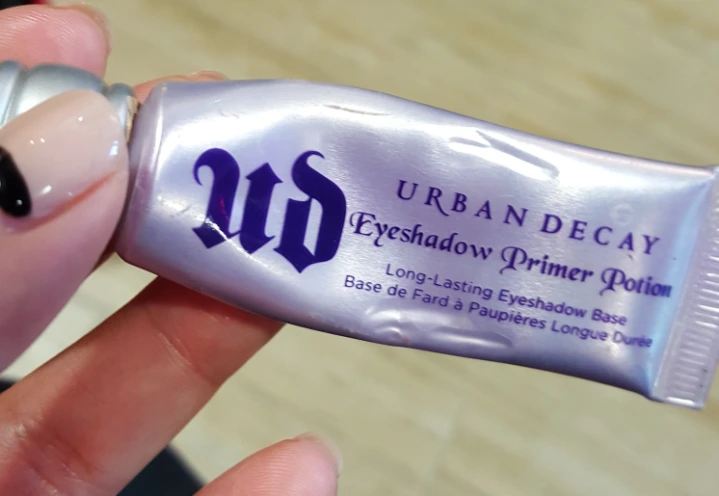 ud
URBAN DECAY
Eyeshadow Primer Potion
Long-Lasting Eyeshadow Base
Base de Fard à Paupières Longue Durée